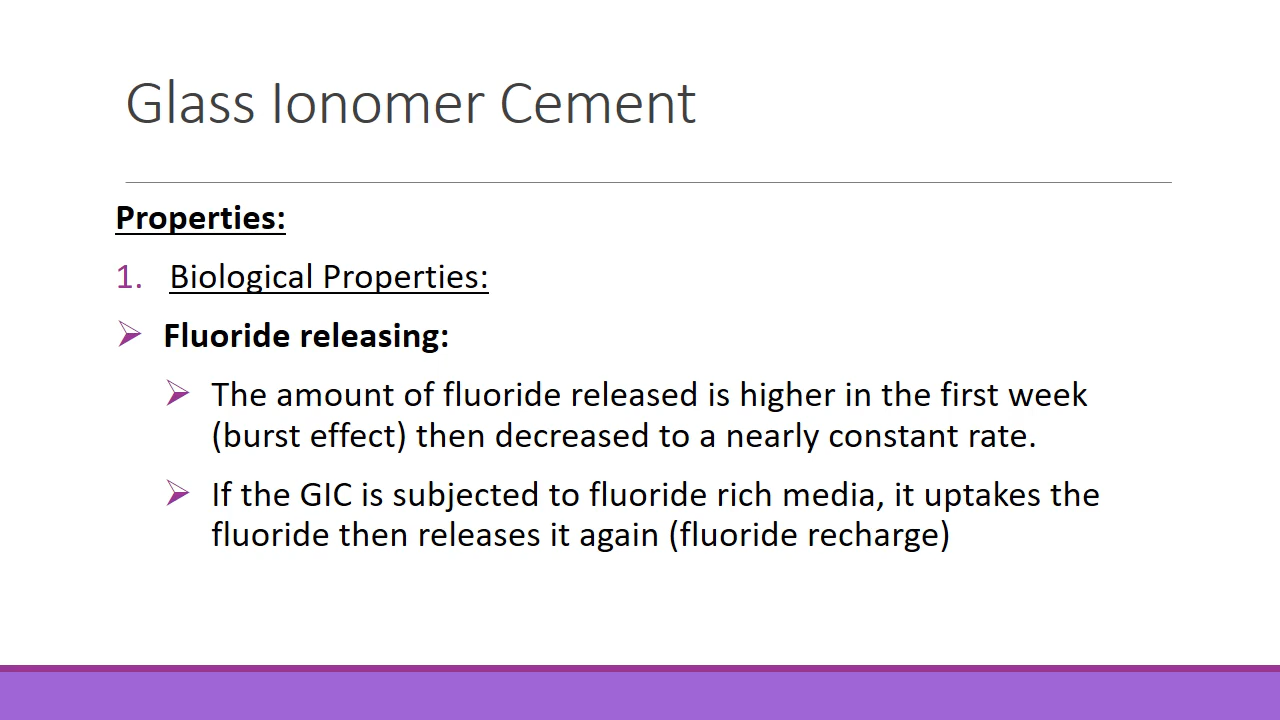 Glass Ionomer Cement
Properties:
1. Biological Properties:
Fluoride releasing:
The amount of fluoride released is higher in the first week
(burst effect) then decreased to a nearly constant rate.
If the GIC is subjected to fluoride rich media, it uptakes the
fluoride then releases it again (fluoride recharge)